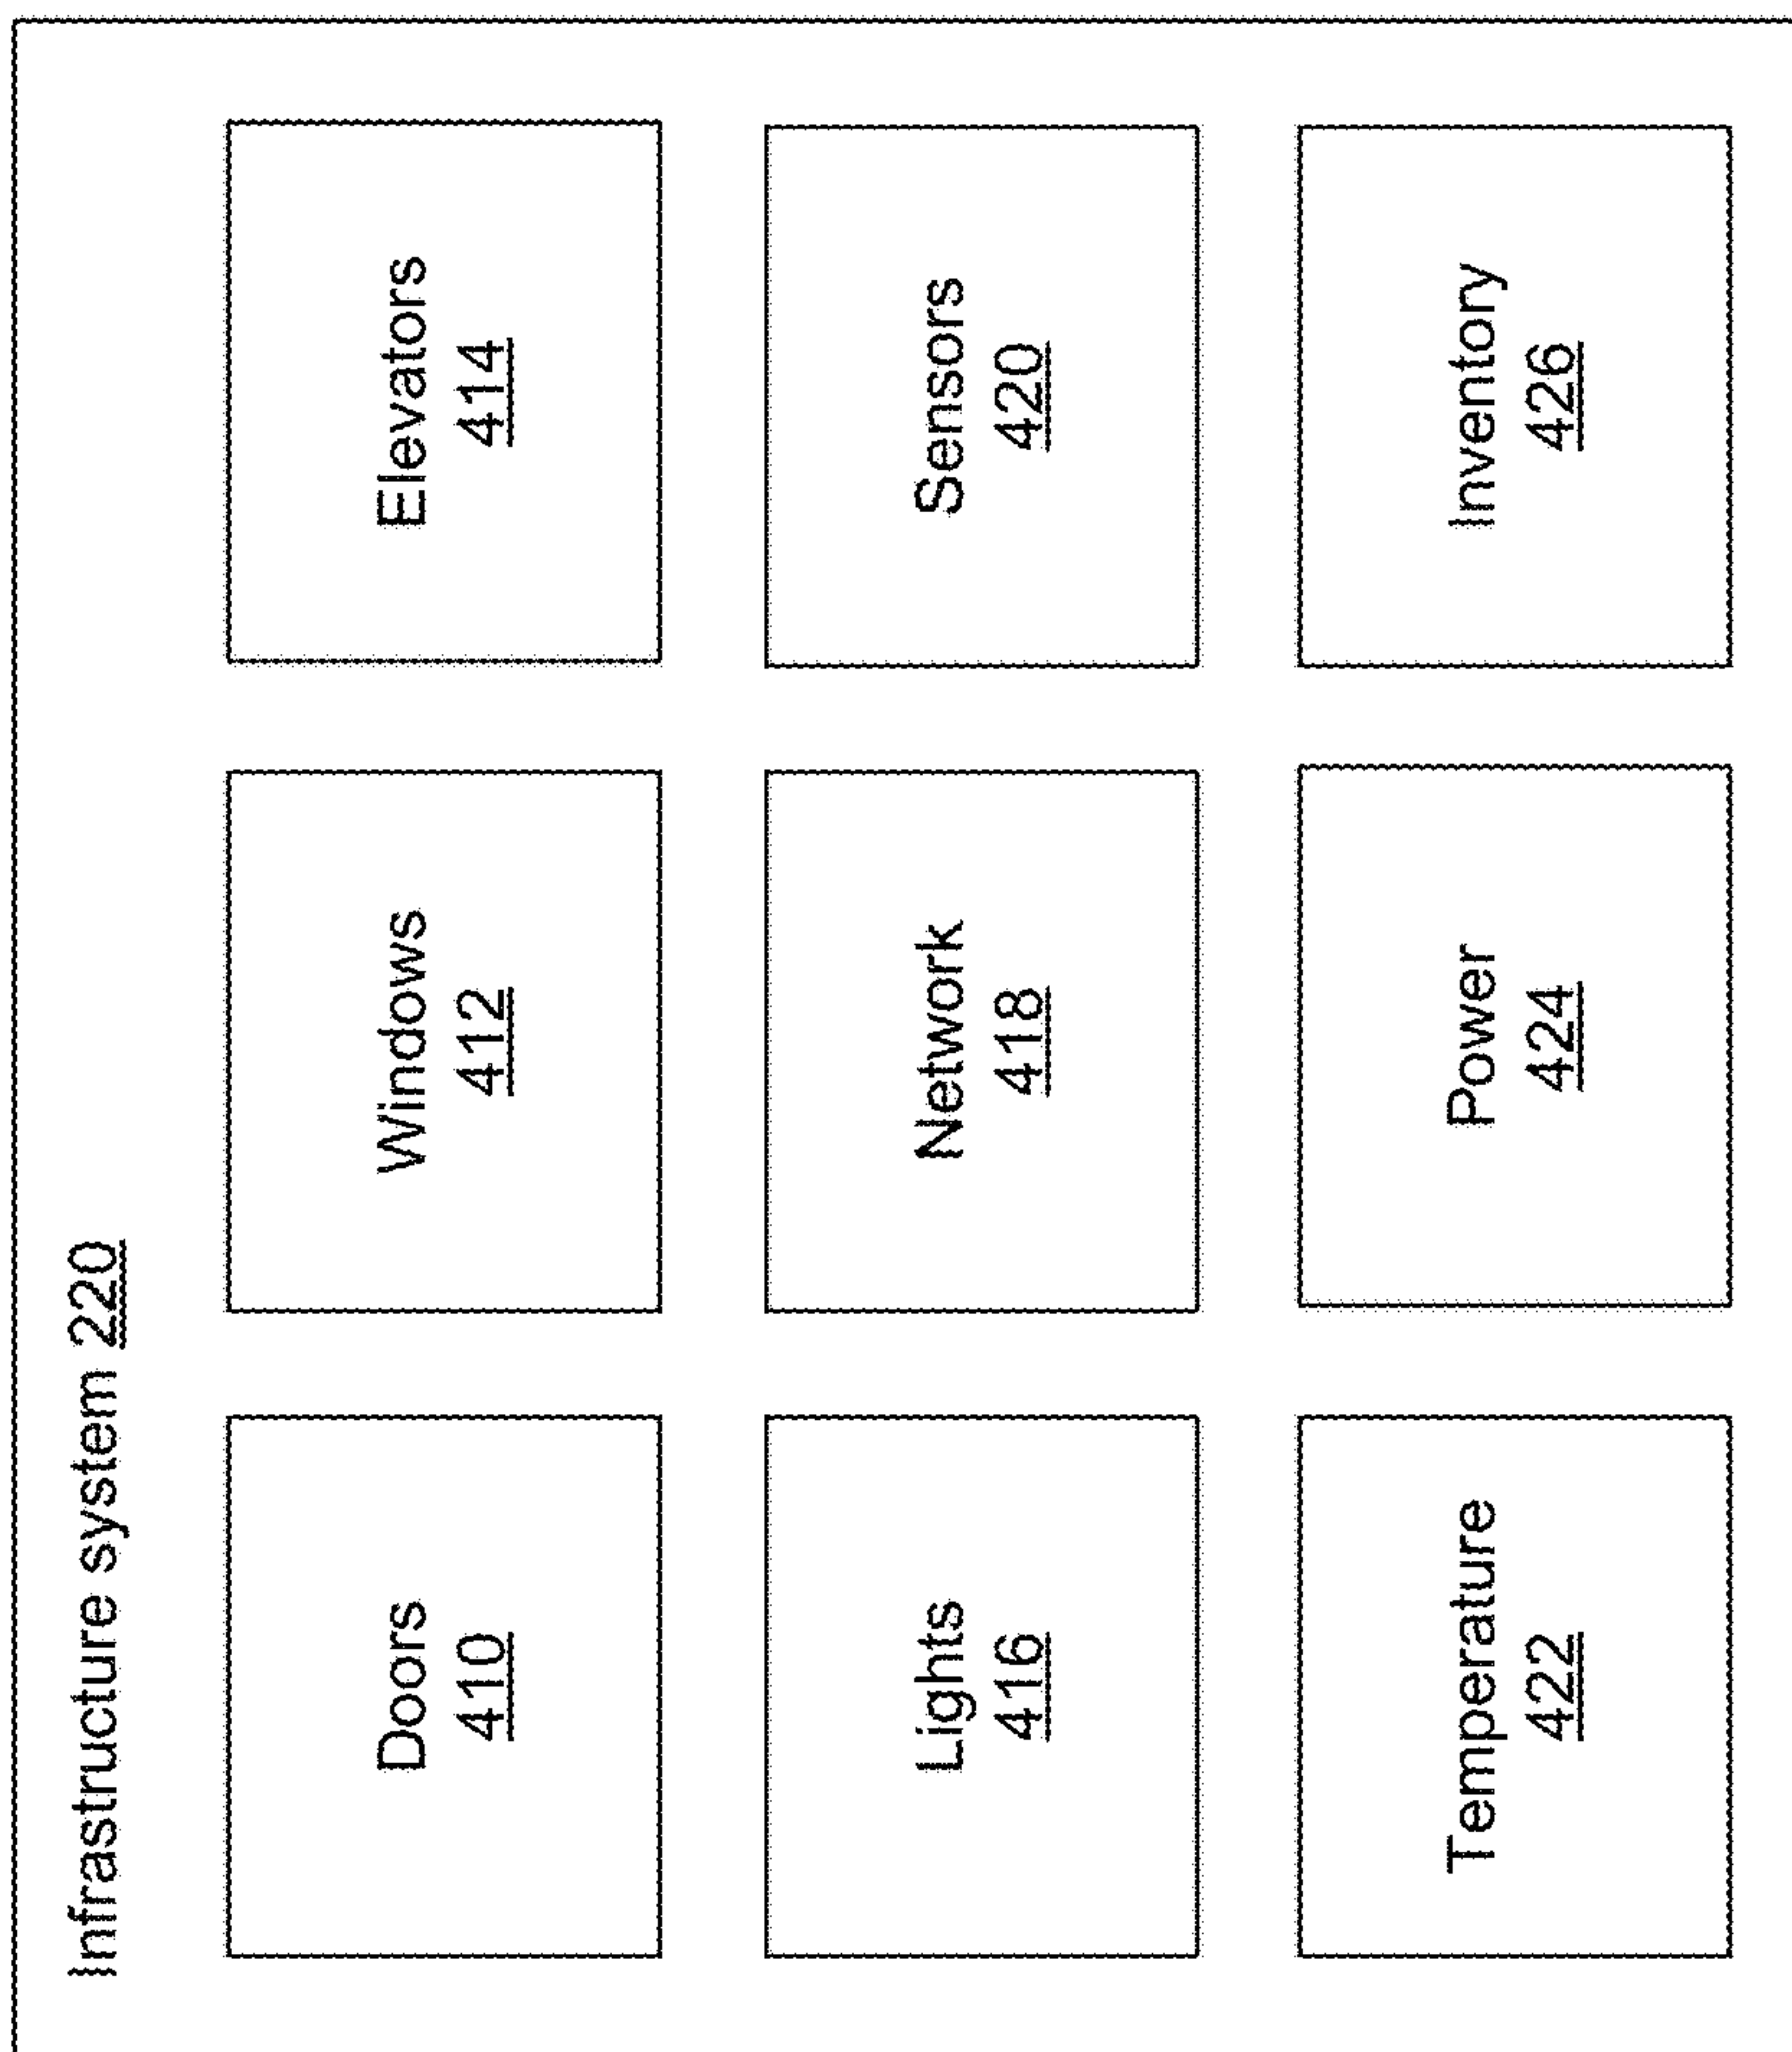 Infrastructure system 220
Doors
410
Windows
412
Elevators
414
Lights
416
Network
418
Sensors
420
Temperature
422
Power
424
Inventory
426